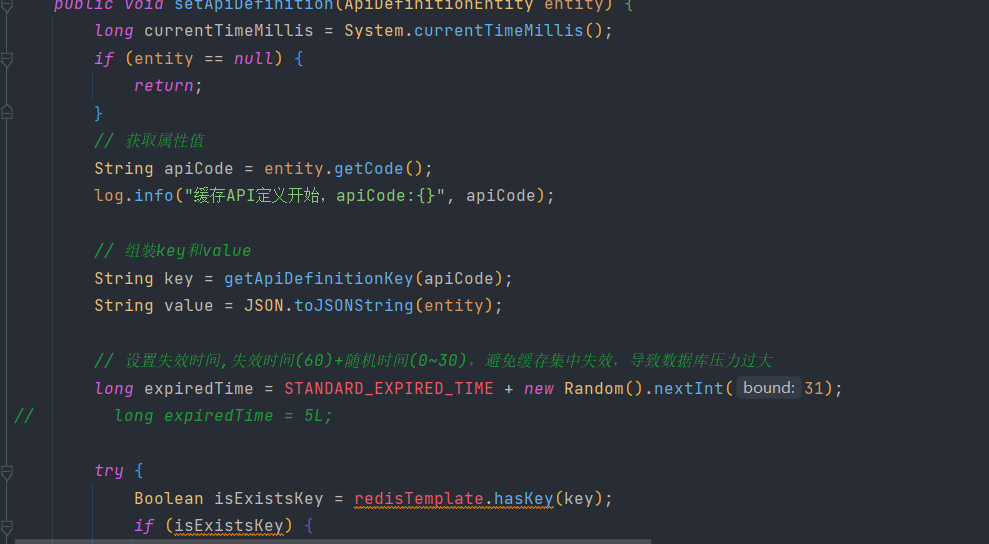 public void setApiDefinition(ApiDefinitionEntity entity) {
long currentTimeMillis = System.currentTimeMillis();
if (entity == null) {
return;
}
// 获取属性值
String apiCode = entity.getCode();
log.info("缓存API定义开始，apiCode:{}", apiCode);
// 组装key和value
String key = getApiDefinitionKey(apiCode);
String value = JSON.toJSONString(entity);
// 设置失效时间,失效时间(60)+随机时间(0~30)，避免缓存集中失效，导致数据库压力过大
long expiredTime = STANDARD_EXPIRED_TIME + new Random().nextInt( bound: 31);
// long expiredTime = 5L;
try {
Boolean isExistsKey = redisTemplate.hasKey(key);
if (isExistsKey) {